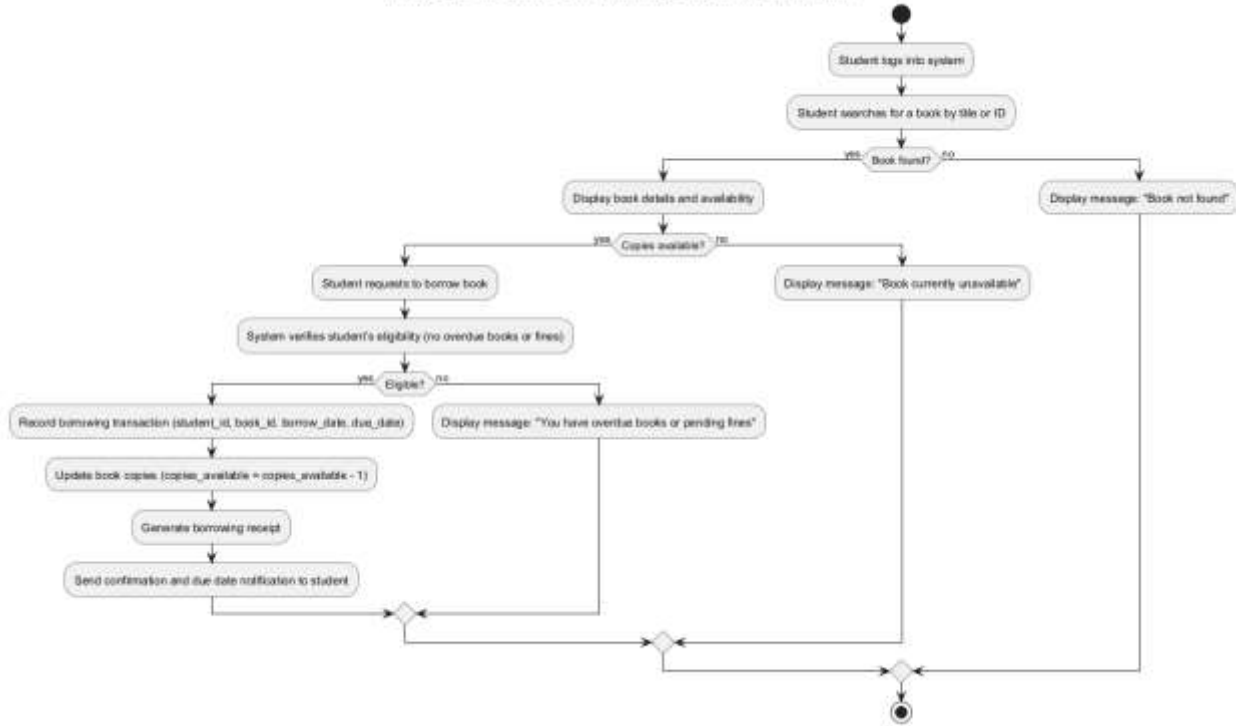 Student logs into system
Student searches for a book by title or ID
yes
Book found?
no
Display book details and availability
Display message: "Book not found"
yes
Copies available?
no
Student requests to borrow book
Display message: "Book currently unavailable"
System verifies student's eligibility (no overdue books or fines)
yes
Eligible?
no
Record borrowing transaction (student_id, book_id, borrow_date, due_date)
Display message: "You have overdue books or pending fines"
Update book copies (copies_available = copies_available - 1)
Generate borrowing receipt
Send confirmation and due date notification to student